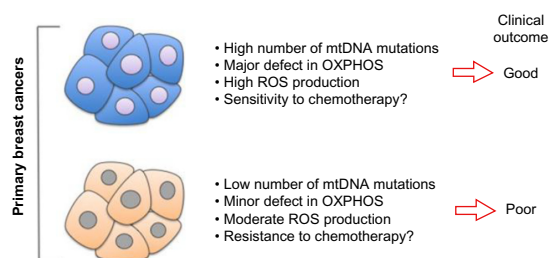 Clinical
outcome
Primary breast cancers
• High number of mtDNA mutations
• Major defect in OXPHOS
• High ROS production
• Sensitivity to chemotherapy?
Good
• Low number of mtDNA mutations
• Minor defect in OXPHOS
• Moderate ROS production
• Resistance to chemotherapy?
Poor